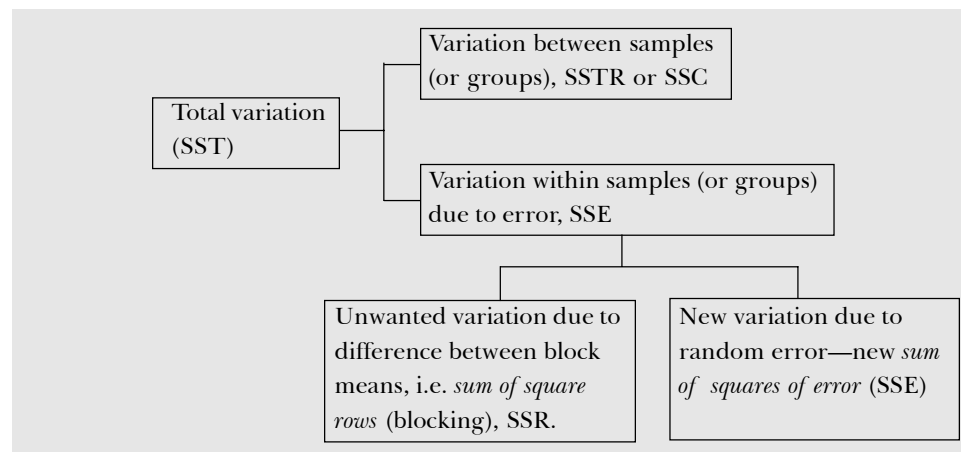 Variation between samples
(or groups), SSTR or SSC
Total variation
(SST)
Variation within samples (or groups)
due to error, SSE
Unwanted variation due to
difference between block
means, i.e. sum of square
rows (blocking), SSR.
New variation due to
random error—new sum
of squares of error (SSE)